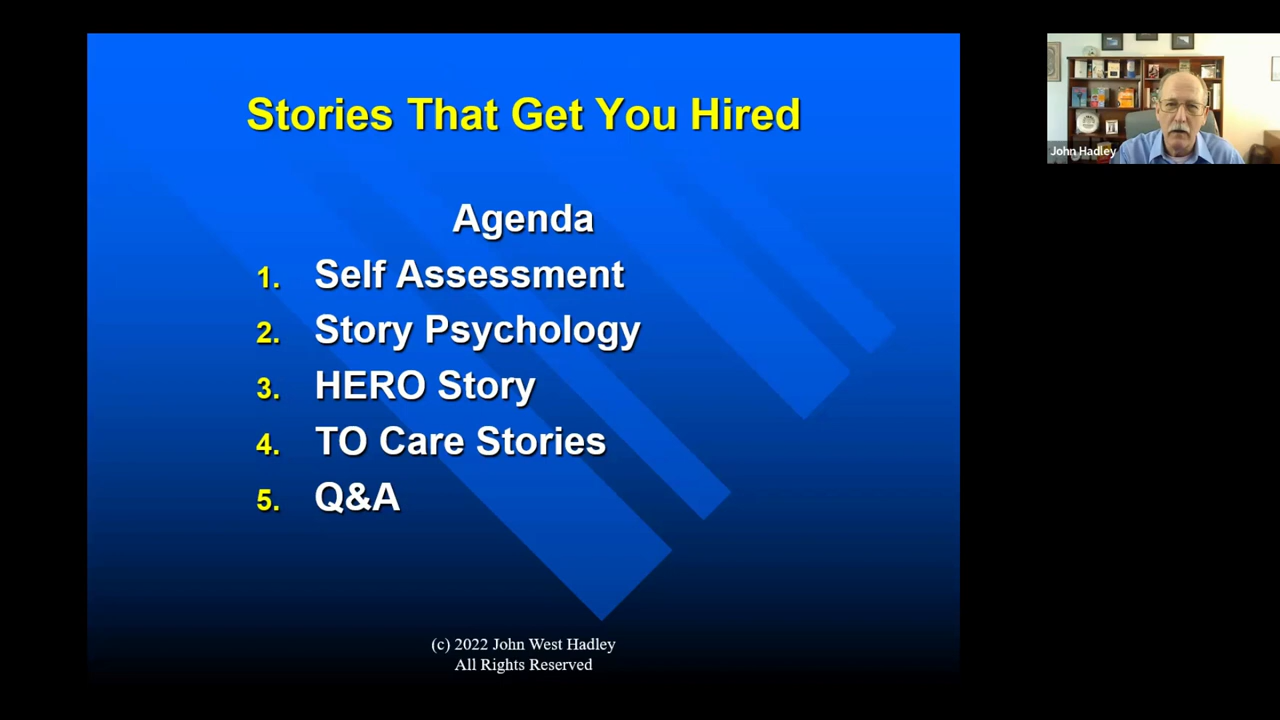 Stories That Get You Hired
Agenda
1. Self Assessment
2. Story Psychology
3. HERO Story
4. TO Care Stories
5. Q&A
(c) 2022 John West Hadley
All Rights Reserved
John Hadley